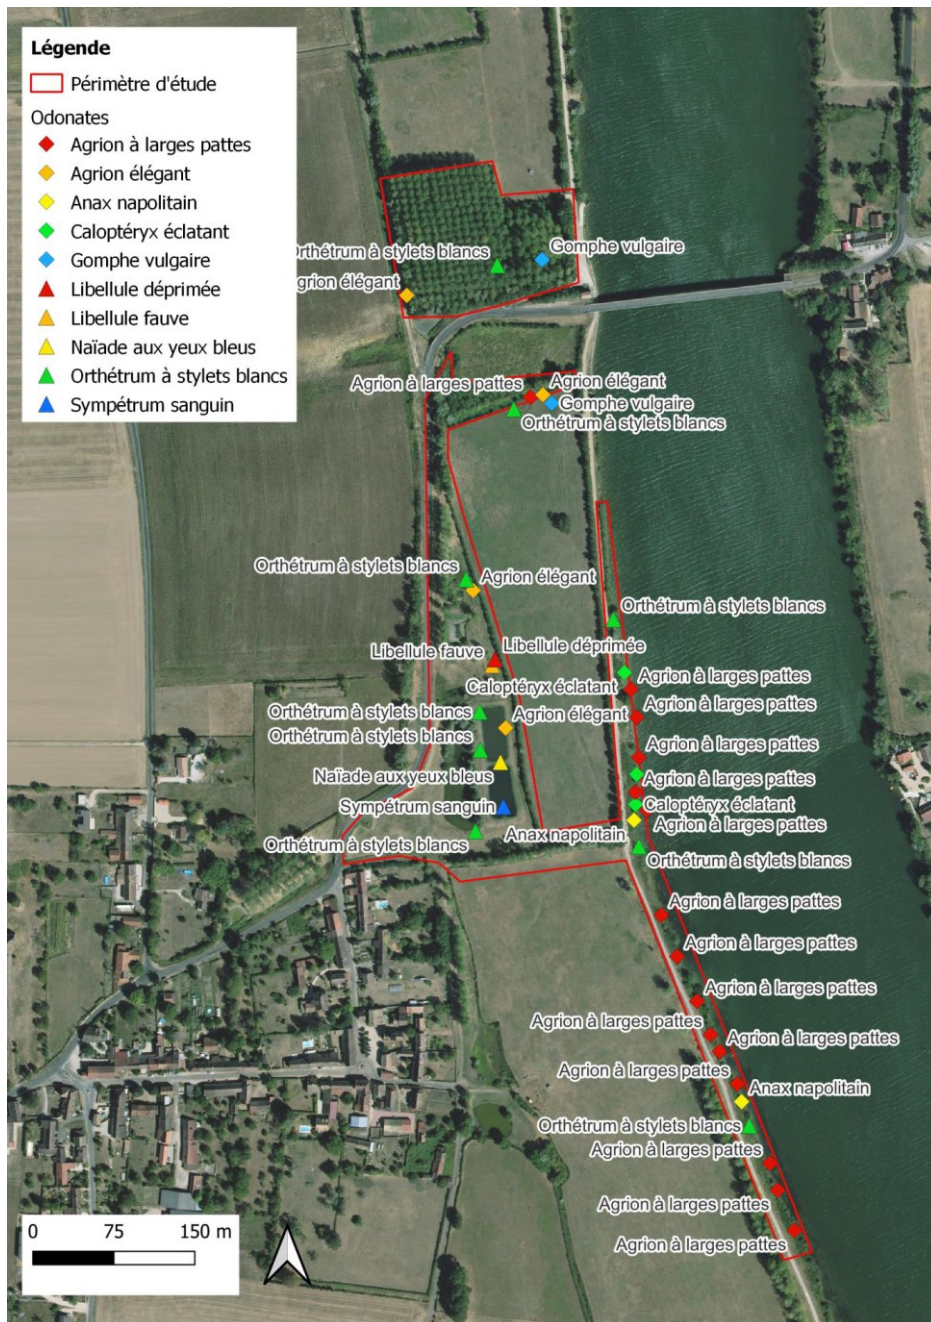 Légende
Périmètre d'étude
Odonates
Agrion à larges pattes
Agrion élégant
Anax napolitain
Caloptéryx éclatant
Gomphe vulgaire
Libellule déprimée
Libellule fauve
Naïade aux yeux bleus
Orthétrum à stylets blancs
Sympétrum sanguin
Gomphe vulgaire
Orthétrum à stylets blancs
Agrion élégant
Agrion à larges pattes
Agrion élégant
Gomphe vulgaire
Orthétrum à stylets blancs
Orthétrum à stylets blancs
Agrion élégant
Orthétrum à stylets blancs
Libellule déprimée
Libellule fauve
Agrion à larges pattes
Caloptéryx éclatant
Agrion à larges pattes
Orthétrum à stylets blancs
Agrion élégant
Orthétrum à stylets blancs
Agrion à larges pattes
Naïade aux yeux bleus
Agrion à larges pattes
Sympétrum sanguin
Caloptéryx éclatant
Agrion à larges pattes
Anax napolitain
Orthétrum à stylets blancs
Orthétrum à stylets blancs
Agrion à larges pattes
Agrion à larges pattes
Agrion à larges pattes
Agrion à larges pattes
Agrion à larges pattes
Agrion à larges pattes
Anax napolitain
Orthétrum à stylets blancs
Agrion à larges pattes
Agrion à larges pattes
Agrion à larges pattes
0 75 150 m